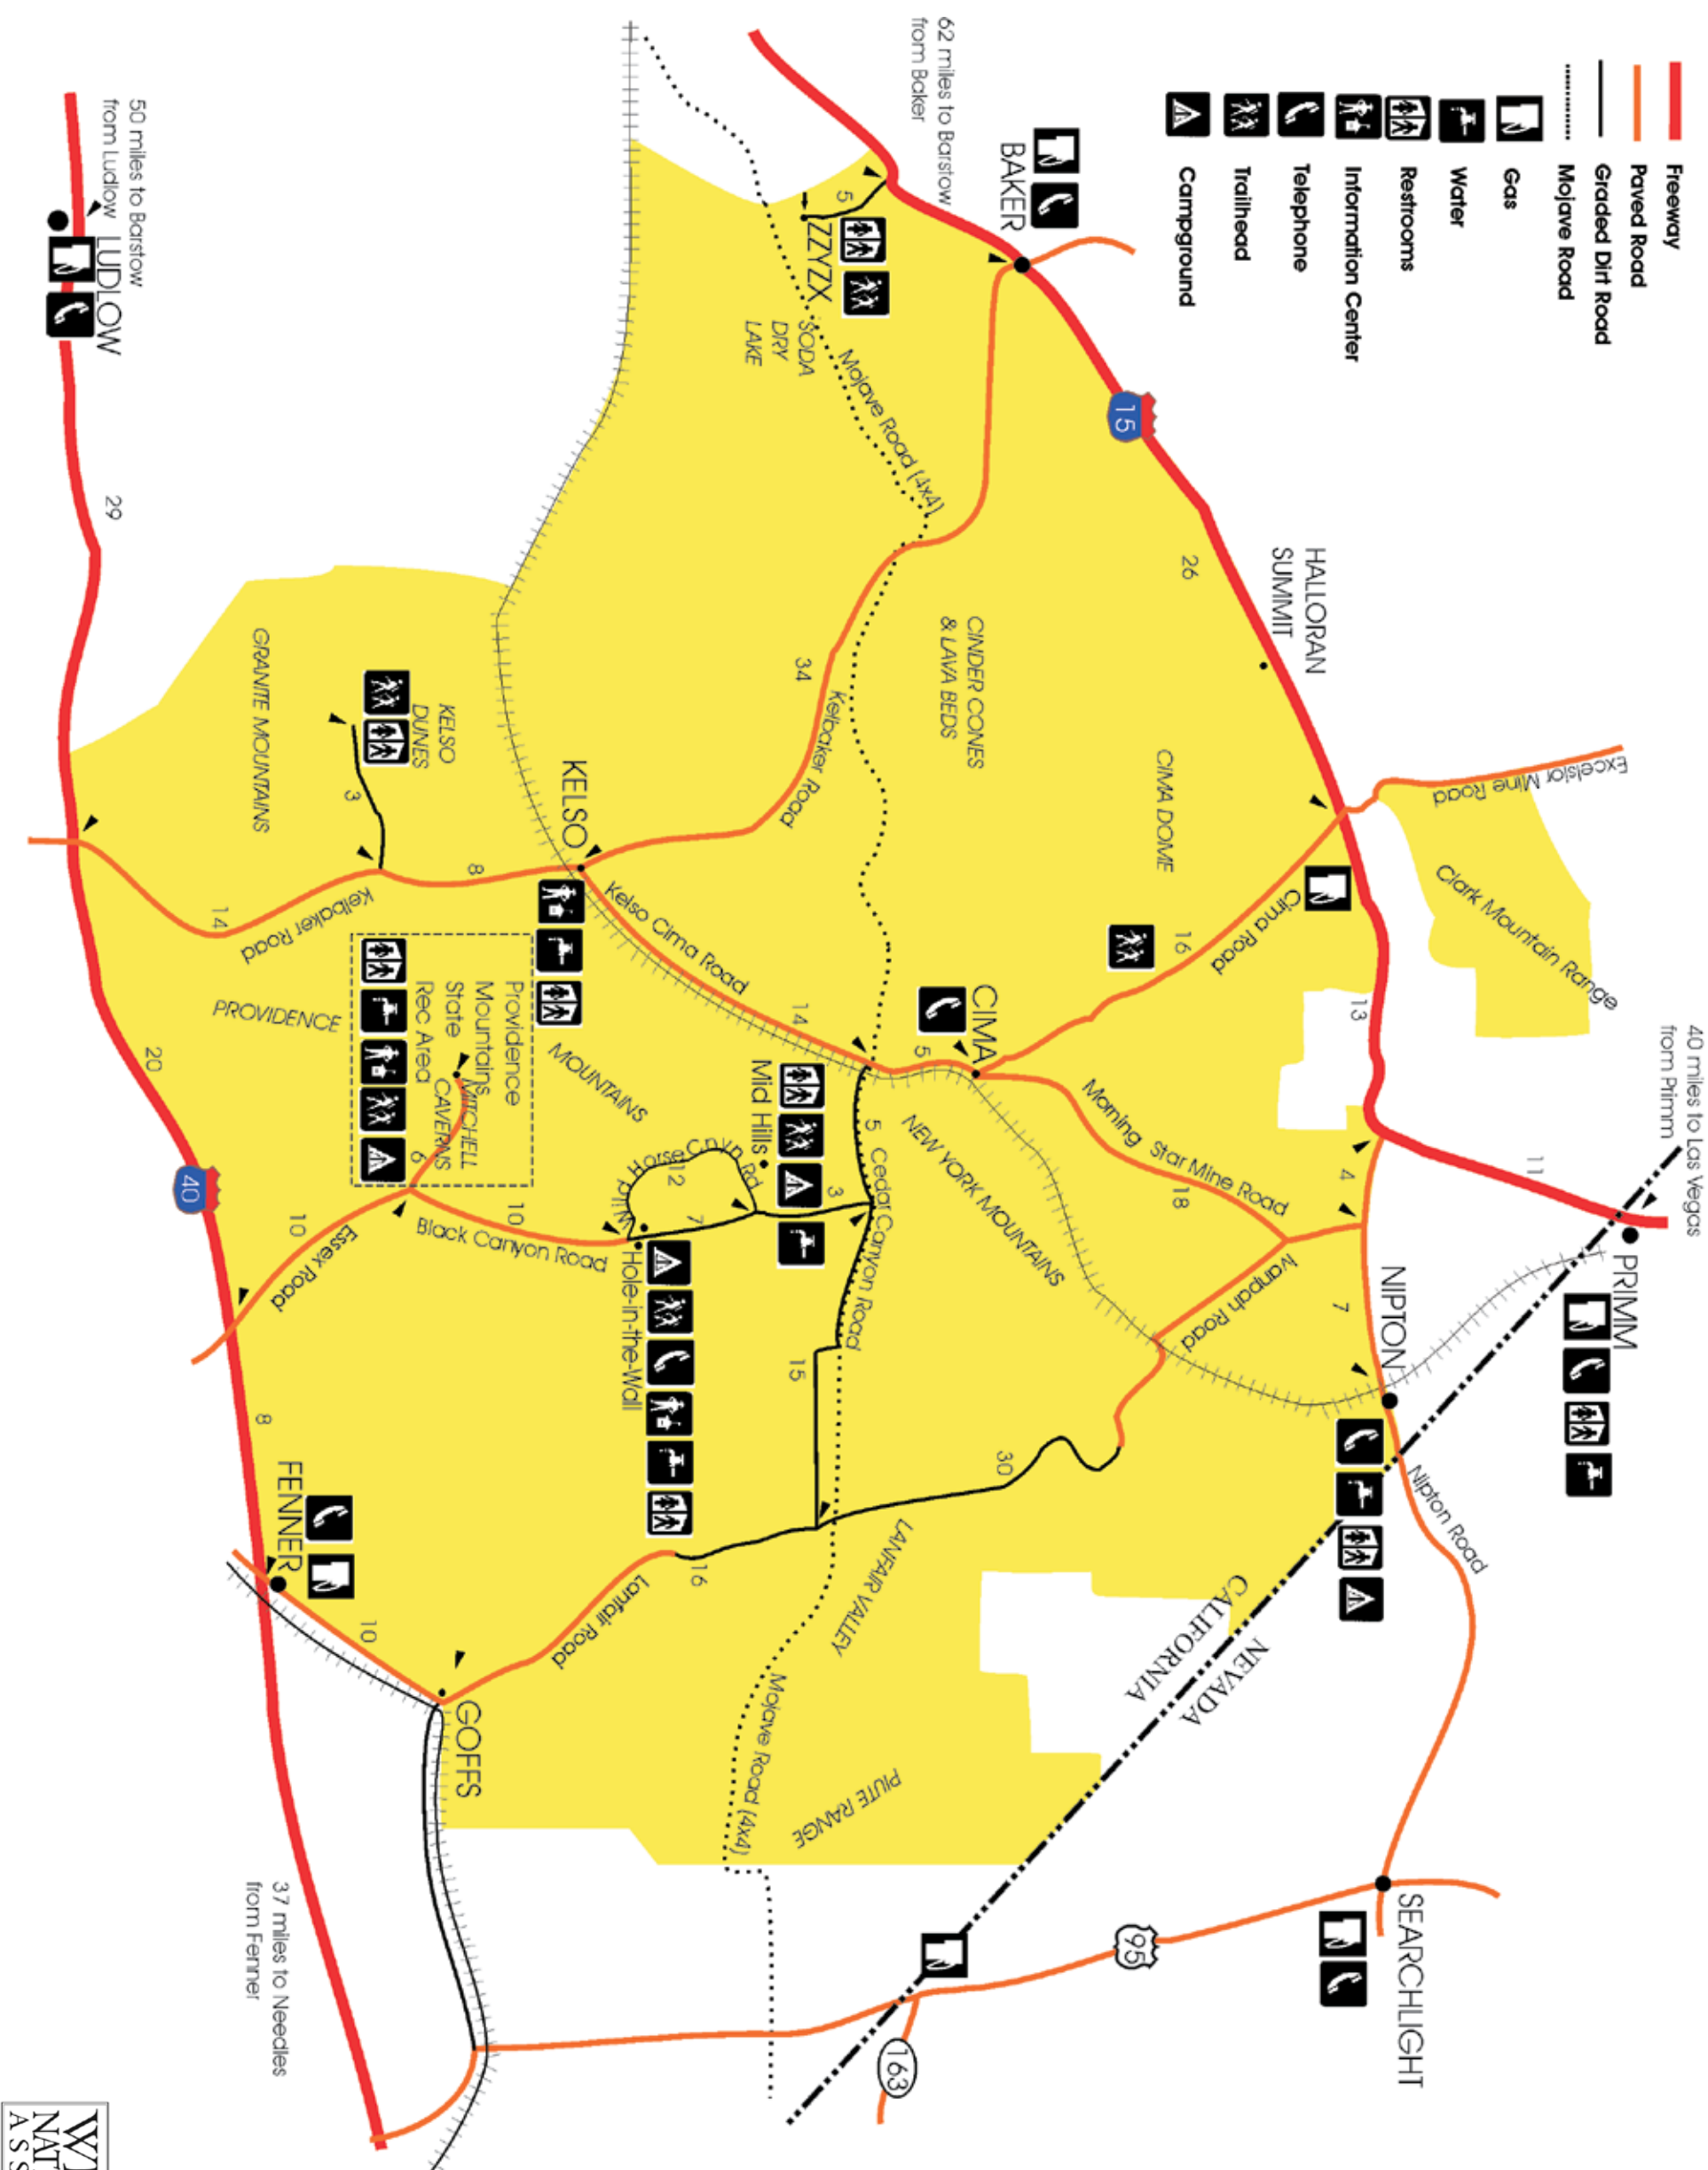 Freeway
Paved Road
Graded Dirt Road
Mojave Road
Gas
Water
Restrooms
Information Center
Telephone
Trailhead
Campground
62 miles to Barstow
from Baker
BAKER
15
26
HALLORAN
SUMMIT
Excelsior Mine Road
Clark Mountain Range
40 miles to Las Vegas
from Primm
PRIMM
11
13
4
7
NIPTON
Nipton Road
SEARCHLIGHT
95
163
CALIFORNIA
NEVADA
5
ZZYZX
SODA
DRY
LAKE
Mojave Road (4x4)
CINDER CONES
& LAVA BEDS
CIMA DOME
Cima Road
16
CIMA
5
Morning Star Mine Road
18
Ivanpah Road
NEW YORK MOUNTAINS
34
Kelbaker Road
KELSO
Kelso Cima Road
14
5
Cedar Canyon Road
Mid Hills
3
15
30
LANFAIR VALLEY
PIUTE RANGE
Mojave Road (4x4)
KELSO
DUNES
3
8
GRANITE MOUNTAINS
Kelbaker Road
14
PROVIDENCE
MOUNTAINS
Providence
Mountains
State
Rec Area
MITCHELL
CAVERNS
6
Wild Horse Cnyn Rd
12
7
Hole-in-the-Wall
10
Black Canyon Road
10
Essex Road
16
Lanfair Road
GOFFS
10
FENNER
8
40
20
29
50 miles to Barstow
from Ludlow
LUDLOW
37 miles to Needles
from Fenner